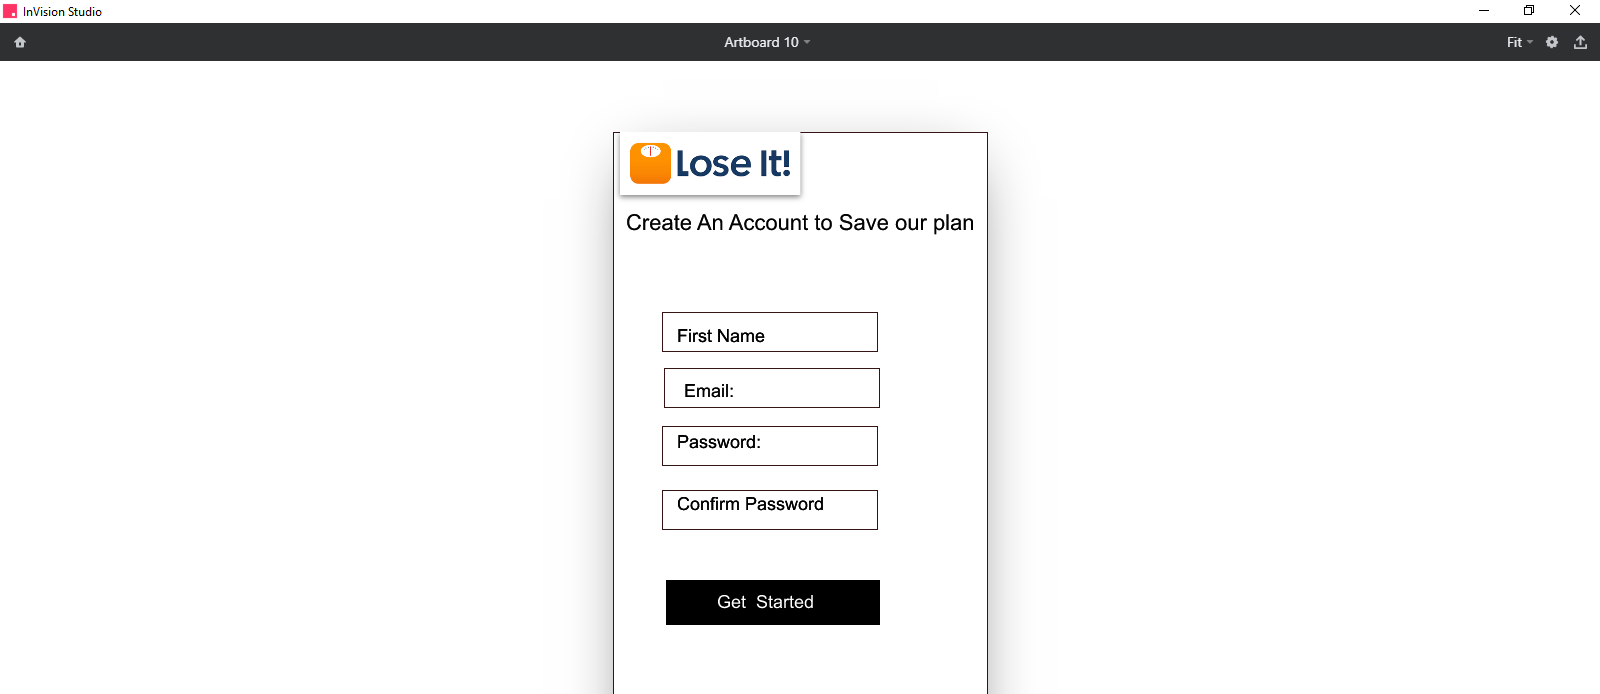 InVision Studio
Artboard 10
Fit
Lose It!
Create An Account to Save our plan
First Name
Email:
Password:
Confirm Password
Get Started